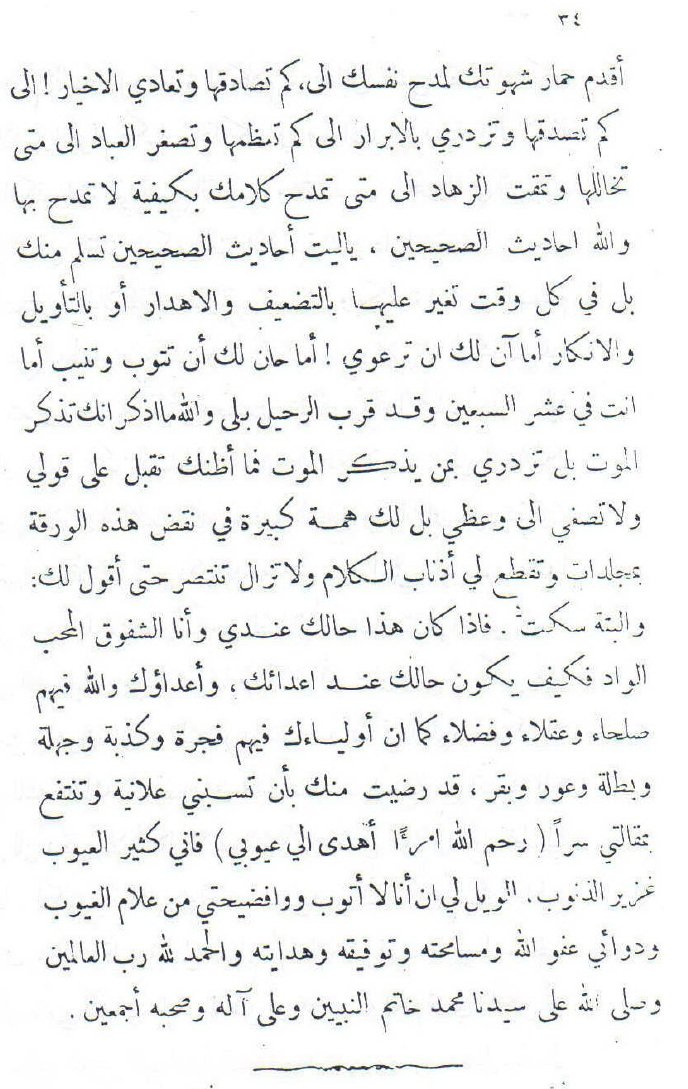 ٣٤
أقدم حمار شهوتك لمدح نفسك الى، كم تصادقها وتعادي الاخيار ! الى
كم تصدقها وتزدري بالابرار الى كم تعظمها وتصغر العباد الى متى
تخاللها وتمقت الزهاد الى متى تمدح كلامك بكيفية لا تمدح بها
والله احاديث الصحيحين ، ياليت أحاديث الصحيحين تسلم منك
بل في كل وقت تغير عليها بالتضعيف والاهدار أو بالتأويل
والانكار أما آن لك ان ترعوي ! أما حان لك أن تتوب وتنيب أما
انت في عشر السبعين وقد قرب الرحيل بلى والله ما اذكر انك تذكر
الموت بل تزدري بمن يذكر الموت فما أظنك تقبل على قولي
ولا تصغي الى وعظي بل لك همة كبيرة في نقض هذه الورقة
بمجلدات وتقطع لي أذناب الكلام ولا تزال تنتصر حتى أقول لك:
والبتة سكت . فاذا كان هذا حالك عندي وأنا الشفوق المحب
الواد فكيف يكون حالك عند اعدائك ، وأعداؤك والله فيهم
صلحاء وعقلاء وفضلاء كما ان أولياءك فيهم فجرة وكذبة وجهلة
وبطلة وعور وبقر ، قد رضيت منك بأن تسبني علانية وتنتفع
بمقالتي سراً ( رحم الله امرءًا أهدى الي عيوبي ) فاني كثير العيوب
غزير الذنوب . الويل لي ان أنا لا أتوب ووافضيحتي من علام الغيوب
ودوائي عفو الله ومسامحته وتوفيقه وهدايته والحمد لله رب العالمين
وصلى الله على سيدنا محمد خاتم النبيين وعلى آله وصحبه أجمعين .